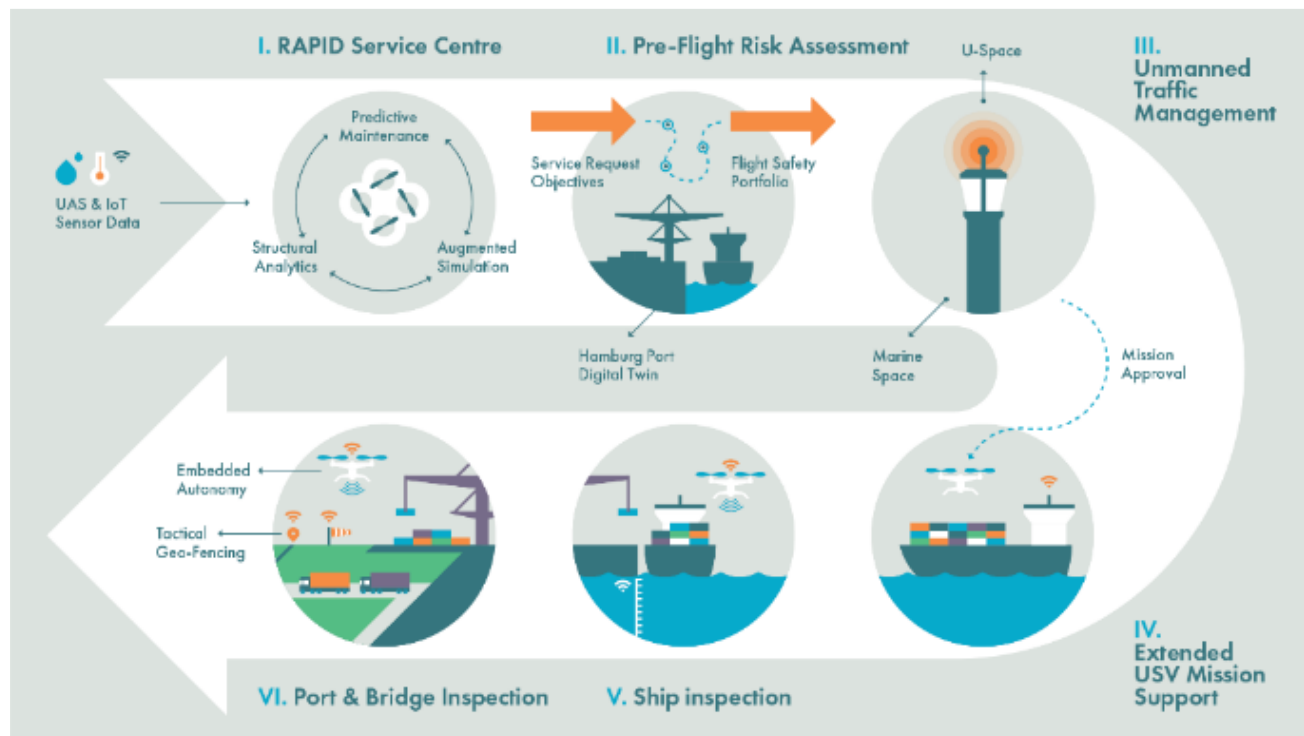 I. RAPID Service Centre
II. Pre-Flight Risk Assessment
U-Space
III.
Unmanned
Traffic
Management
Predictive
Maintenance
UAS & IoT
Sensor Data
Structural
Analytics
Augmented
Simulation
Service Request
Objectives
Flight Safety
Portfolio
Hamburg Port
Digital Twin
Marine
Space
Mission
Approval
Embedded
Autonomy
Tactical
Geo-Fencing
VI. Port & Bridge Inspection
V. Ship inspection
IV.
Extended
USV Mission
Support